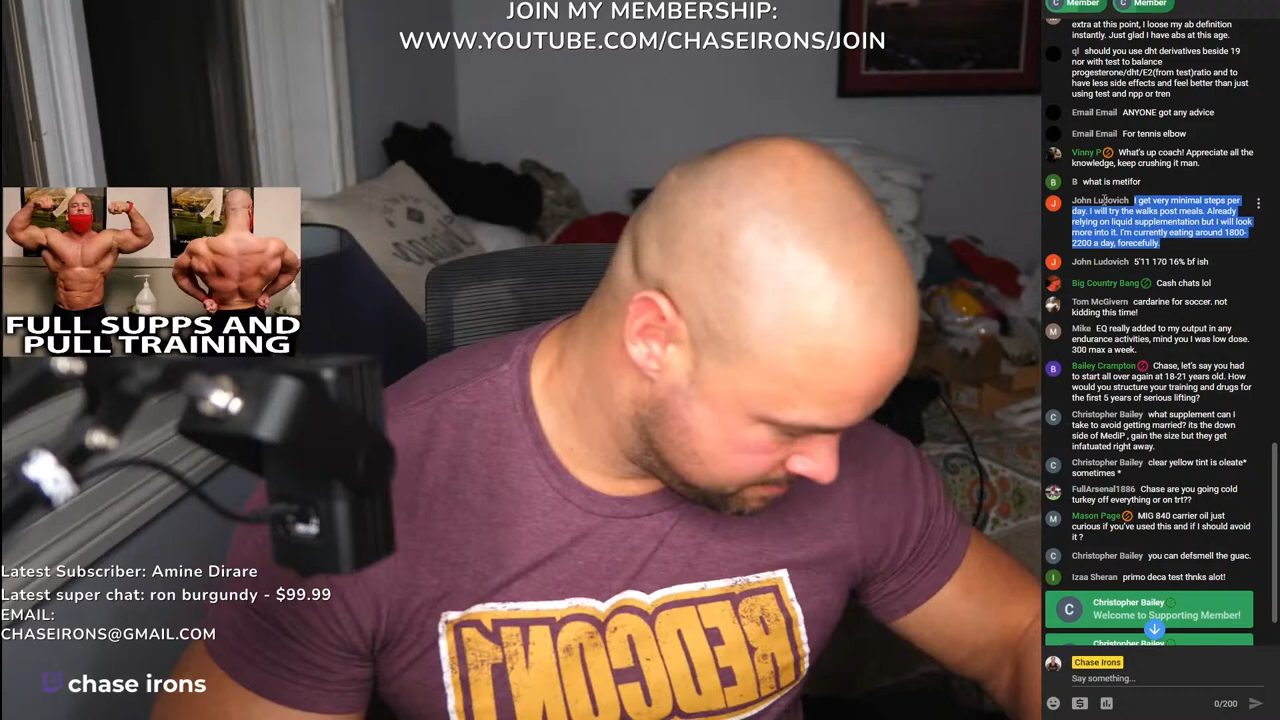 JOIN MY MEMBERSHIP:
WWW.YOUTUBE.COM/CHASEIRONS/JOIN
FULL SUPPS AND
PULL TRAINING
REDCON1
Latest Subscriber: Amine Dirare
Latest super chat: ron burgundy - $99.99
EMAIL:
CHASEIRONS@GMAIL.COM
chase irons
C Member
C Member
extra at this point, I loose my ab definition
instantly. Just glad I have abs at this age.
ql should you use dht derivatives beside 19
nor with test to balance
progesterone/dht/E2(from test)ratio and to
have less side effects and feel better than just
using test and npp or tren
Email Email ANYONE got any advice
Email Email For tennis elbow
Vinny P What's up coach! Appreciate all the
knowledge, keep crushing it man.
B B what is metifor
J John Ludovich I get very minimal steps per
day. I will try the walks post meals. Already
relying on liquid supplementation but I will look
more into it. I'm currently eating around 1800-
2200 a day, forecefully.
J John Ludovich 5'11 170 16% bf ish
Big Country Bang Cash chats lol
Tom McGivern cardarine for soccer. not
kidding this time!
M Mike EQ really added to my output in any
endurance activities, mind you I was low dose.
300 max a week.
B Bailey Crampton Chase, let's say you had
to start all over again at 18-21 years old. How
would you structure your training and drugs for
the first 5 years of serious lifting?
C Christopher Bailey what supplement can I
take to avoid getting married? its the down
side of MediP , gain the size but they get
infatuated right away.
C Christopher Bailey clear yellow tint is oleate*
sometimes *
FullArsenal1886 Chase are you going cold
turkey off everything or on trt??
M Mason Page MIG 840 carrier oil just
curious if you've used this and if I should avoid
it ?
C Christopher Bailey you can defsmell the guac.
I Izaa Sheran primo deca test thnks alot!
C Christopher Bailey
Welcome to Supporting Member!
Christopher Bailey
Chase Irons
Say something...
0/200